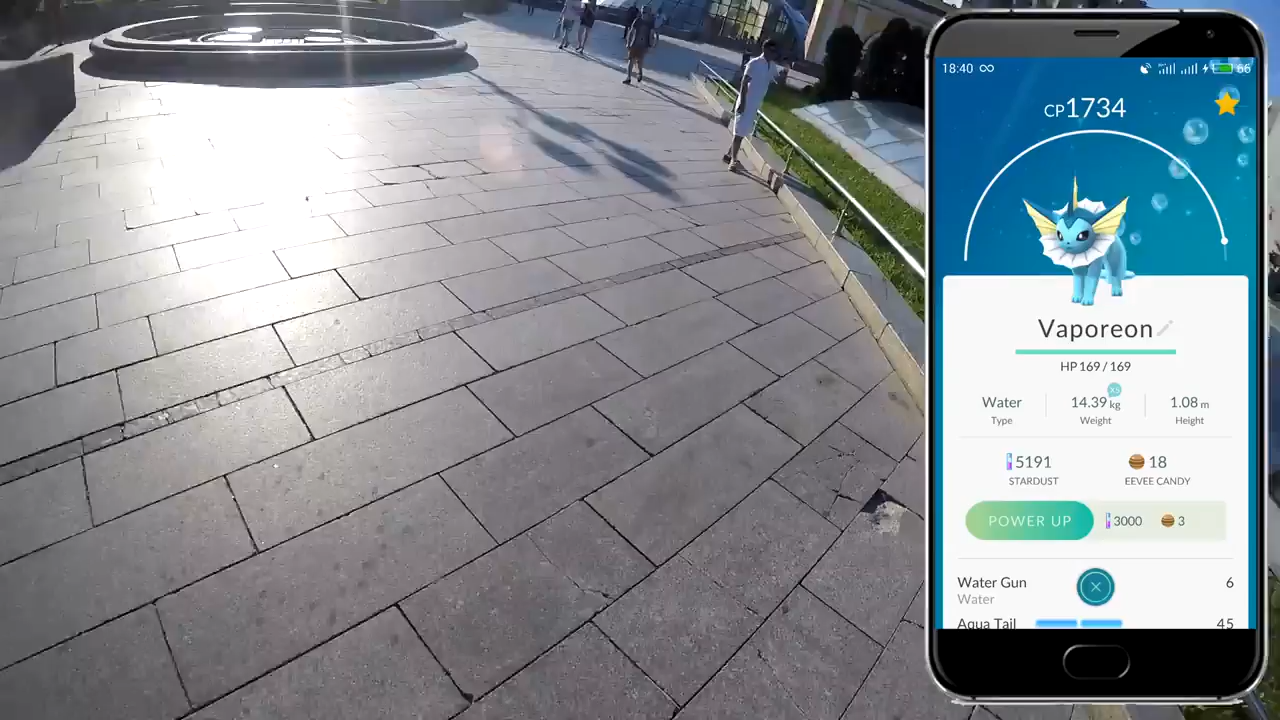 18:40
66
CP1734
Vaporeon
HP 169 / 169
Water
14.39 kg
XS
1.08 m
Type
Weight
Height
5191
18
STARDUST
EEVEE CANDY
POWER UP
3000
3
Water Gun
6
Water
Aqua Tail
45